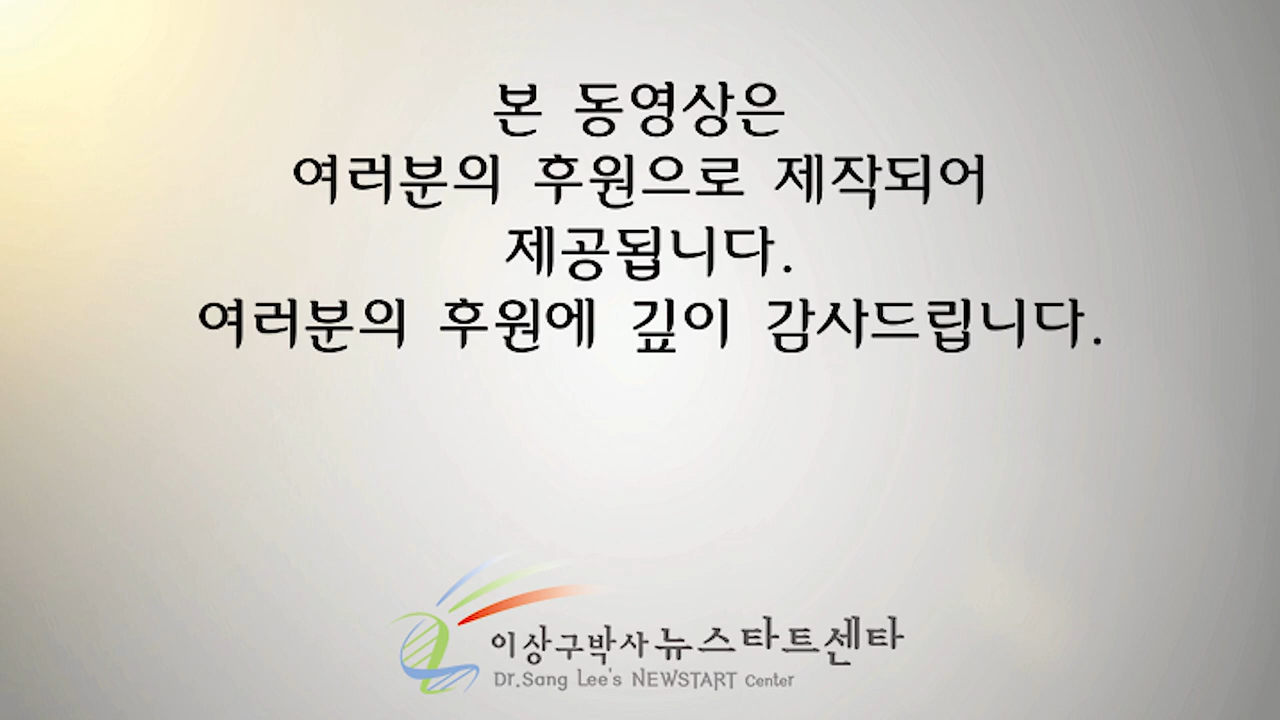 본 동영상은
여러분의 후원으로 제작되어
제공됩니다.
여러분의 후원에 깊이 감사드립니다.
이상구박사 뉴스타트센타
Dr.Sang Lee's NEWSTART Center